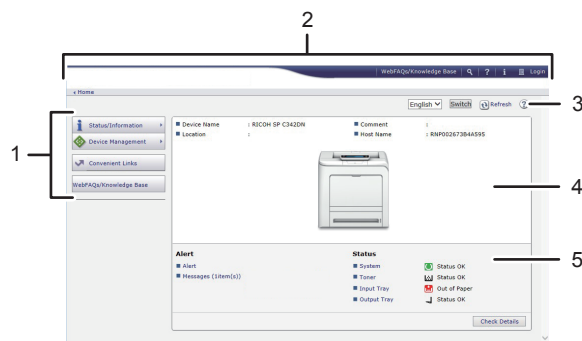 2
WebFAQs/Knowledge Base | ? | i | Login
Home
English Switch Refresh ? 3
1
Status/Information
Device Management
Convenient Links
WebFAQs/Knowledge Base
Device Name : RICOH SP C342DN Comment :
Location : Host Name : RNP002673B4A595
4
Alert Status 5
Alert System Status OK
Messages (1item(s)) Toner Status OK
Input Tray Out of Paper
Output Tray Status OK
Check Details